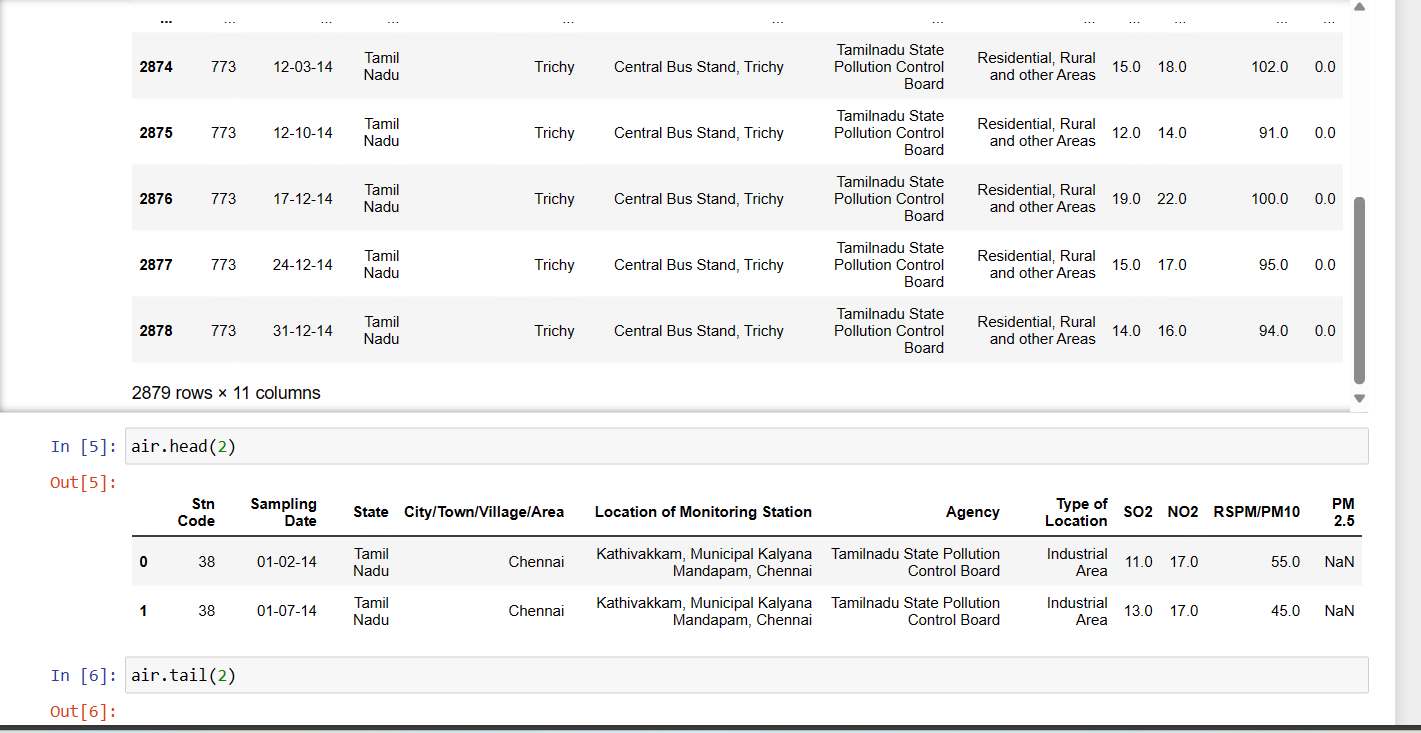 ... ... ... ... ... ... ... ... ... ... ...
2874 773 12-03-14 Tamil Nadu Trichy Central Bus Stand, Trichy Tamilnadu State Pollution Control Board Residential, Rural and other Areas 15.0 18.0 102.0 0.0
2875 773 12-10-14 Tamil Nadu Trichy Central Bus Stand, Trichy Tamilnadu State Pollution Control Board Residential, Rural and other Areas 12.0 14.0 91.0 0.0
2876 773 17-12-14 Tamil Nadu Trichy Central Bus Stand, Trichy Tamilnadu State Pollution Control Board Residential, Rural and other Areas 19.0 22.0 100.0 0.0
2877 773 24-12-14 Tamil Nadu Trichy Central Bus Stand, Trichy Tamilnadu State Pollution Control Board Residential, Rural and other Areas 15.0 17.0 95.0 0.0
2878 773 31-12-14 Tamil Nadu Trichy Central Bus Stand, Trichy Tamilnadu State Pollution Control Board Residential, Rural and other Areas 14.0 16.0 94.0 0.0
2879 rows × 11 columns
In [5]: air.head(2)
Out[5]:
Stn Code Sampling Date State City/Town/Village/Area Location of Monitoring Station Agency Type of Location SO2 NO2 RSPM/PM10 PM 2.5
0 38 01-02-14 Tamil Nadu Chennai Kathivakkam, Municipal Kalyana Mandapam, Chennai Tamilnadu State Pollution Control Board Industrial Area 11.0 17.0 55.0 NaN
1 38 01-07-14 Tamil Nadu Chennai Kathivakkam, Municipal Kalyana Mandapam, Chennai Tamilnadu State Pollution Control Board Industrial Area 13.0 17.0 45.0 NaN
In [6]: air.tail(2)
Out[6]: